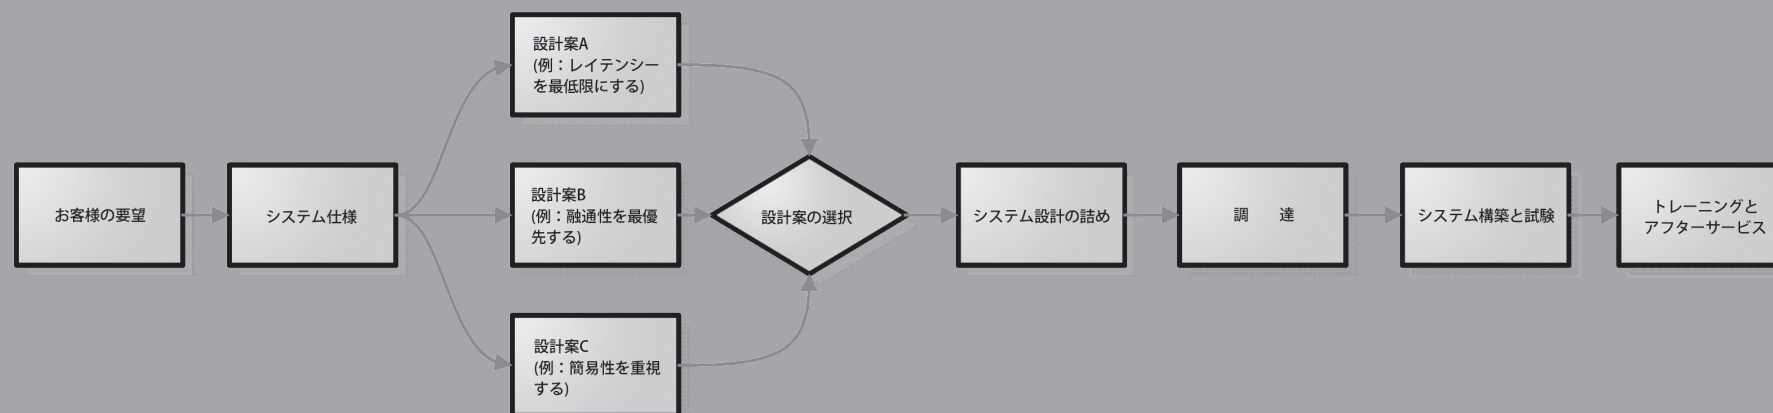 お客様の要望
システム仕様
設計案A
(例：レイテンシー
を最低限にする)
設計案B
(例：融通性を最優
先する)
設計案C
(例：簡易性を重視
する)
設計案の選択
システム設計の詰め
調　　達
システム構築と試験
トレーニングと
アフターサービス